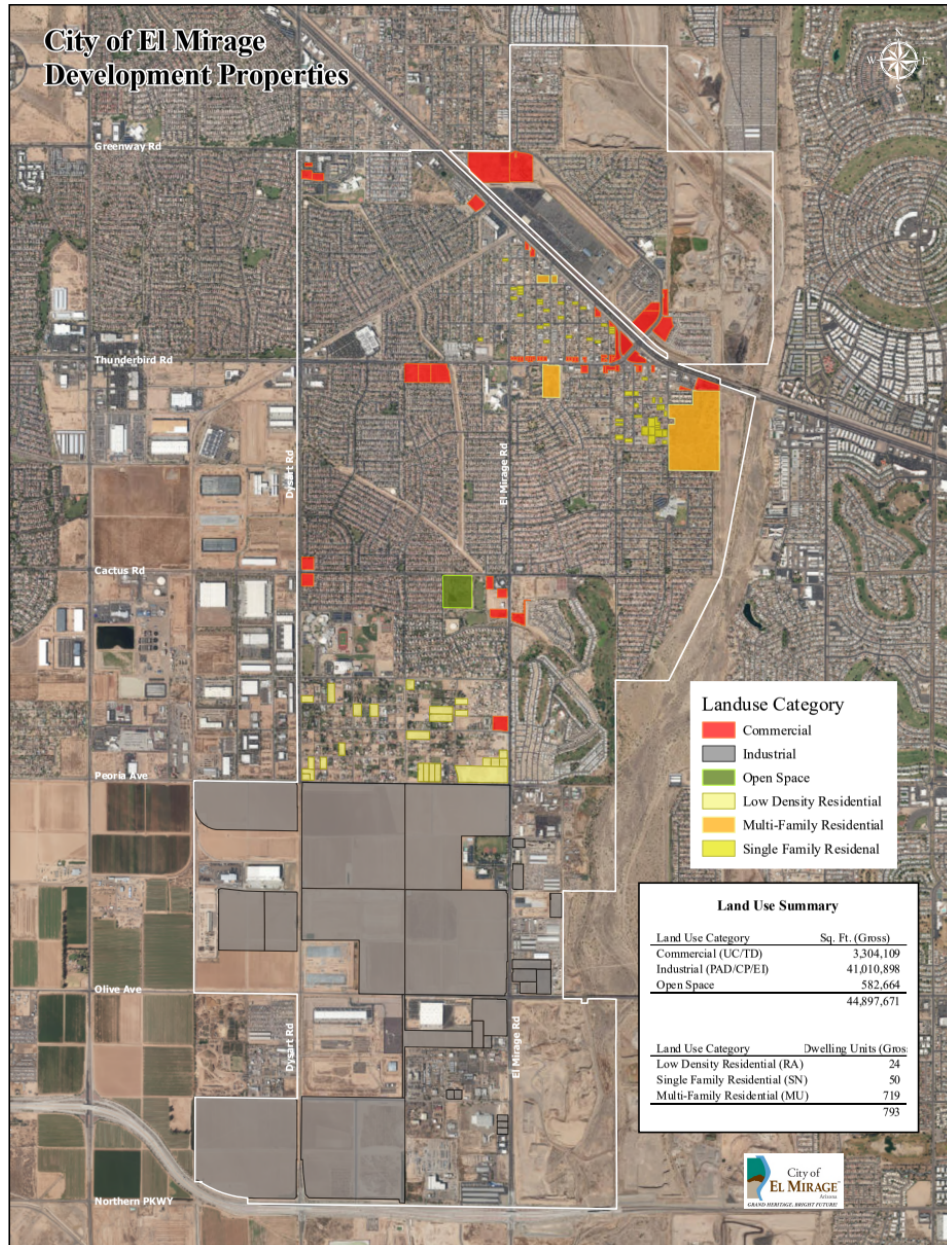 City of El Mirage
Development Properties
N
W
E
S
Greenway Rd
Thunderbird Rd
Dysart Rd
El Mirage Rd
Cactus Rd
Landuse Category
Commercial
Industrial
Open Space
Low Density Residential
Multi-Family Residential
Single Family Residenal
Peoria Ave
Land Use Summary
Land Use Category Sq. Ft. (Gross)
Commercial (UC/TD) 3,304,109
Industrial (PAD/CP/EI) 41,010,898
Open Space 582,664
44,897,671
Olive Ave
Dysart Rd
El Mirage Rd
Land Use Category Dwelling Units (Gros
Low Density Residential (RA) 24
Single Family Residential (SN) 50
Multi-Family Residential (MU) 719
793
City of
EL MIRAGE
Arizona
GRAND HERITAGE, BRIGHT FUTURE!
Northern PKWY